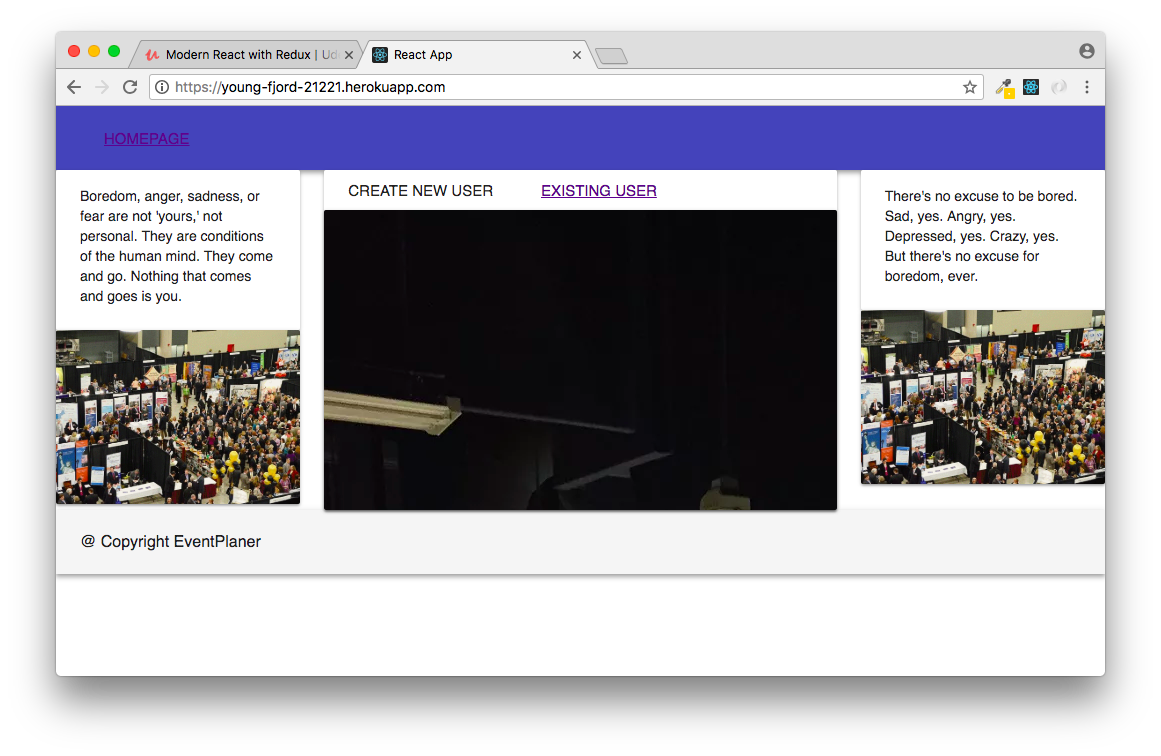 Modern React with Redux | Ud
React App
https://young-fjord-21221.herokuapp.com
HOMEPAGE
Boredom, anger, sadness, or
fear are not 'yours,' not
personal. They are conditions
of the human mind. They come
and go. Nothing that comes
and goes is you.
CREATE NEW USER
EXISTING USER
There's no excuse to be bored.
Sad, yes. Angry, yes.
Depressed, yes. Crazy, yes.
But there's no excuse for
boredom, ever.
@ Copyright EventPlaner